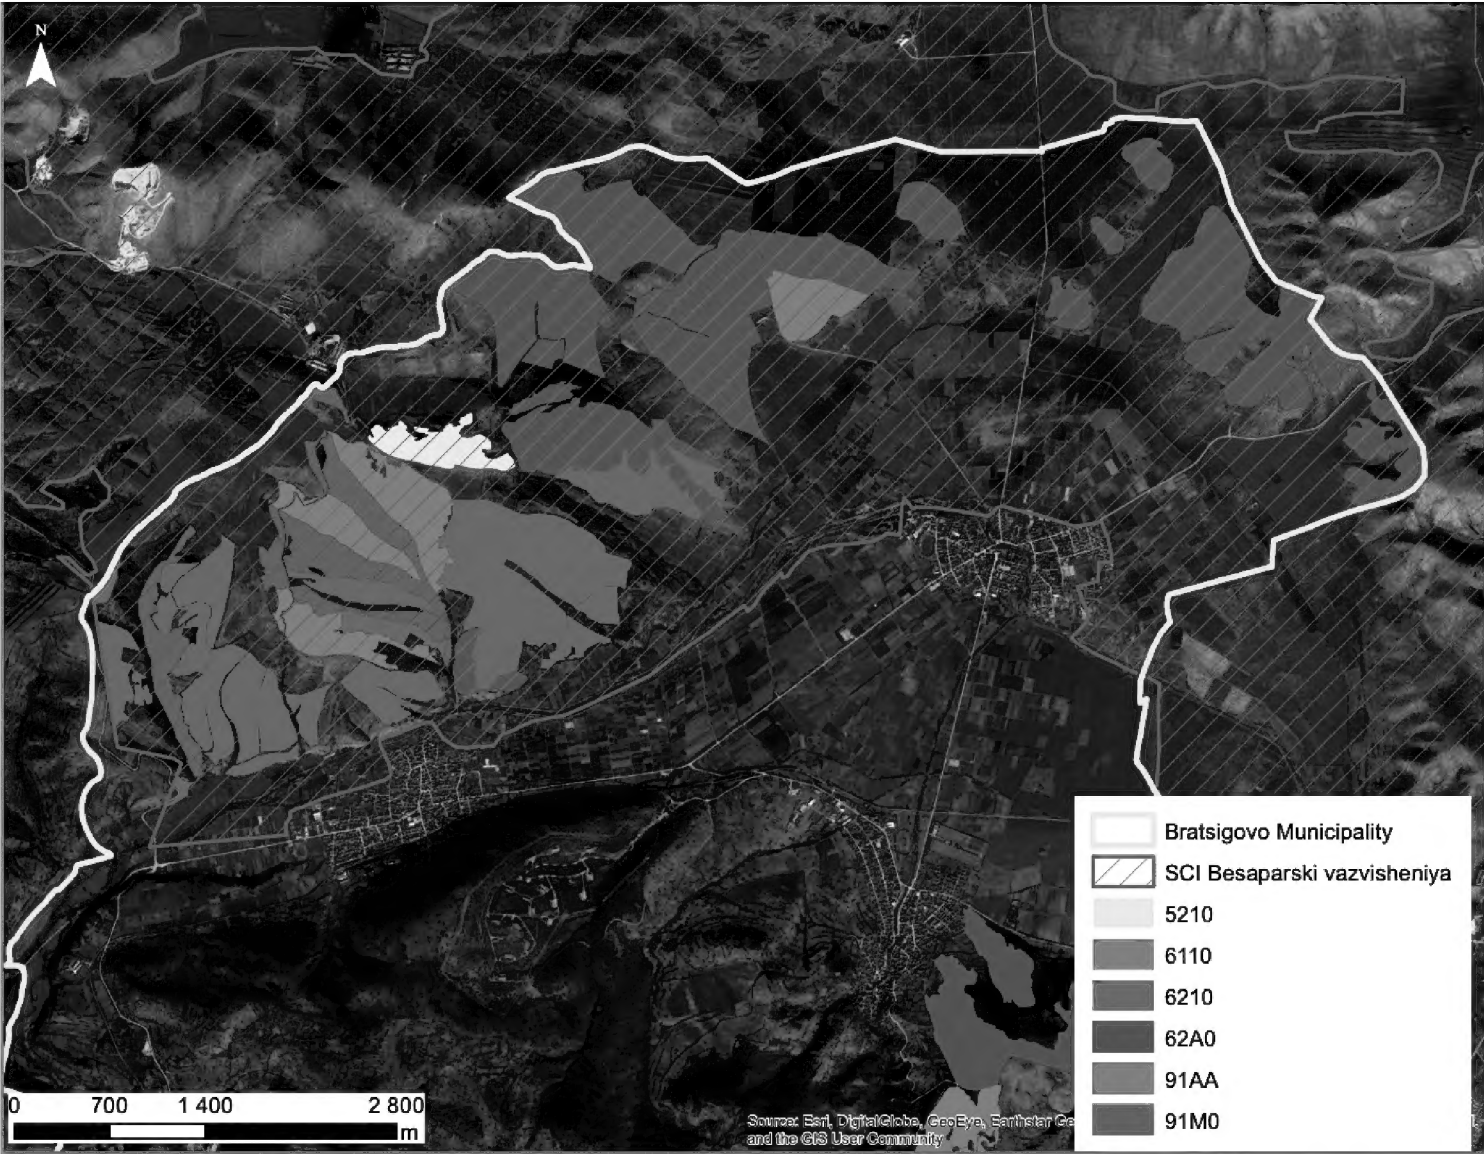 N
Bratsigovo Municipality
SCI Besaparski vazvisheniya
5210
6110
6210
62A0
91AA
91M0
0 700 1 400 2 800
m
Source: Esri, DigitalGlobe, GeoEye, Earthstar Ge
and the GIS User Community